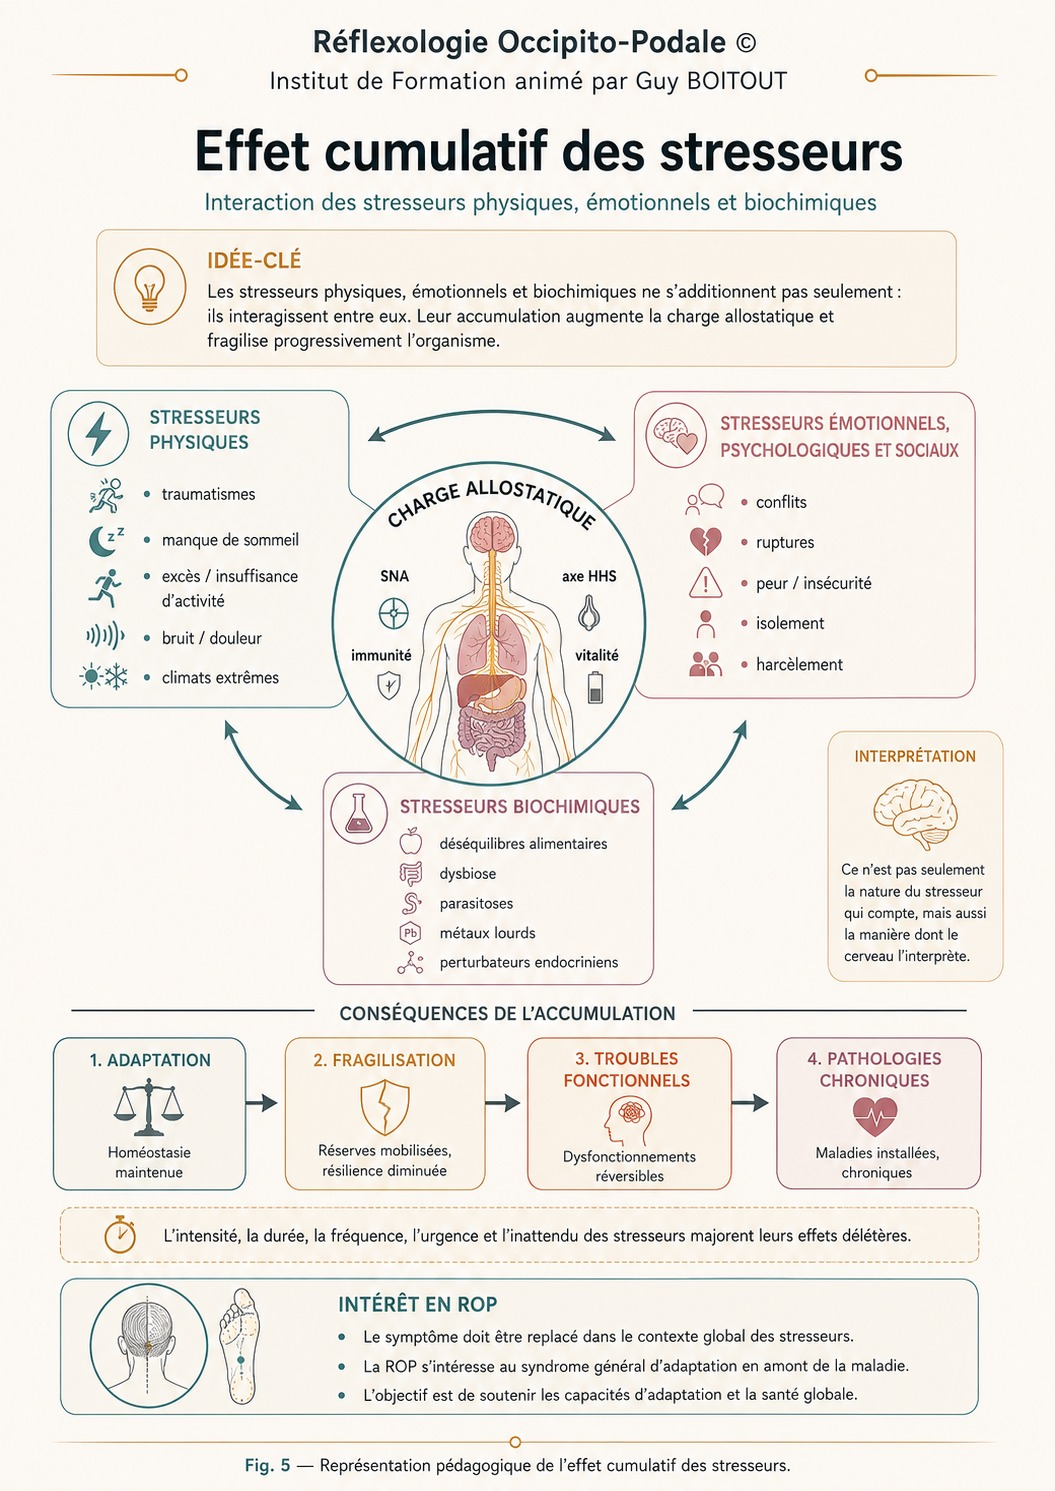 Réflexologie Occipito-Podale ©
Institut de Formation animé par Guy BOITOUT
Effet cumulatif des stresseurs
Interaction des stresseurs physiques, émotionnels et biochimiques
IDÉE-CLÉ
Les stresseurs physiques, émotionnels et biochimiques ne s'additionnent pas seulement :
ils interagissent entre eux. Leur accumulation augmente la charge allostatique et
fragilise progressivement l'organisme.
STRESSEURS
PHYSIQUES
• traumatismes
• manque de sommeil
• excès / insuffisance
d'activité
• bruit / douleur
• climats extrêmes
CHARGE ALLOSTATIQUE
SNA
axe HHS
immunité
vitalité
STRESSEURS ÉMOTIONNELS,
PSYCHOLOGIQUES ET SOCIAUX
• conflits
• ruptures
• peur / insécurité
• isolement
• harcèlement
STRESSEURS BIOCHIMIQUES
déséquilibres alimentaires
dysbiose
parasitoses
Pb
métaux lourds
perturbateurs endocriniens
INTERPRÉTATION
Ce n'est pas seulement
la nature du stresseur
qui compte, mais aussi
la manière dont le
cerveau l'interprète.
CONSÉQUENCES DE L'ACCUMULATION
1. ADAPTATION
Homéostasie
maintenue
2. FRAGILISATION
Réserves mobilisées,
résilience diminuée
3. TROUBLES
FONCTIONNELS
Dysfonctionnements
réversibles
4. PATHOLOGIES
CHRONIQUES
Maladies installées,
chroniques
L'intensité, la durée, la fréquence, l'urgence et l'inattendu des stresseurs majorent leurs effets délétères.
INTÉRÊT EN ROP
• Le symptôme doit être replacé dans le contexte global des stresseurs.
• La ROP s'intéresse au syndrome général d'adaptation en amont de la maladie.
• L'objectif est de soutenir les capacités d'adaptation et la santé globale.
Fig. 5 — Représentation pédagogique de l'effet cumulatif des stresseurs.